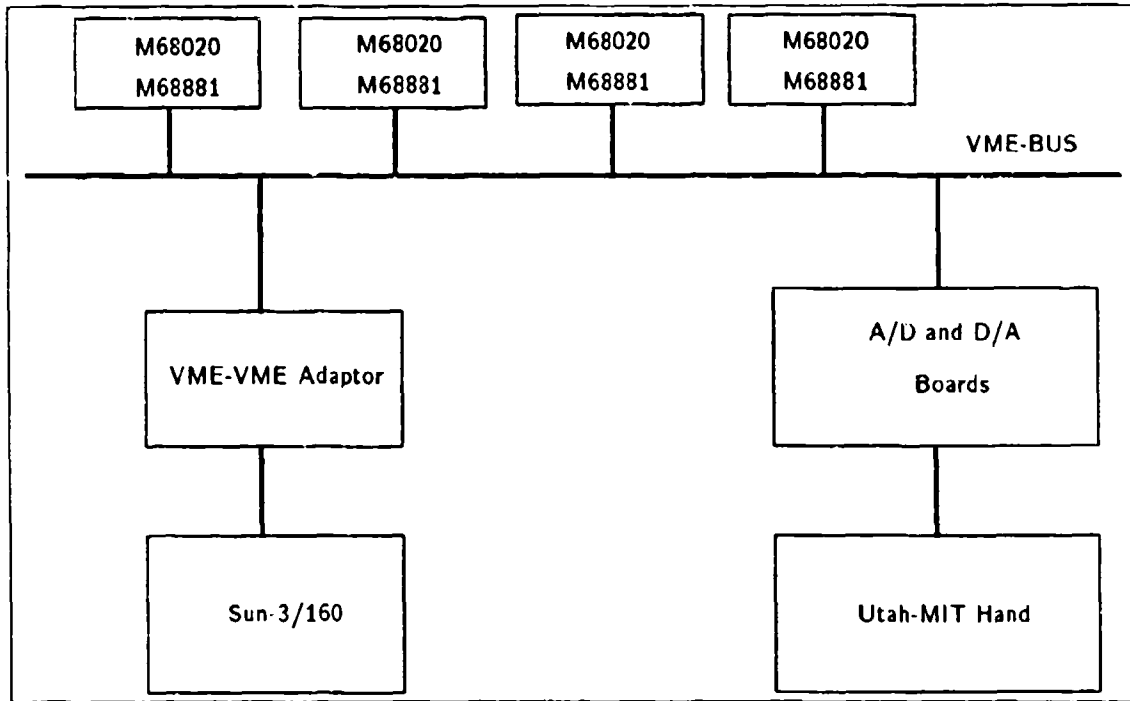 M68020 M68020 M68020 M68020
M68881 M68881 M68881 M68881
VME-BUS
A/D and D/A
VME-VME Adaptor
Boards
Sun-3/160
Utah-MIT Hand